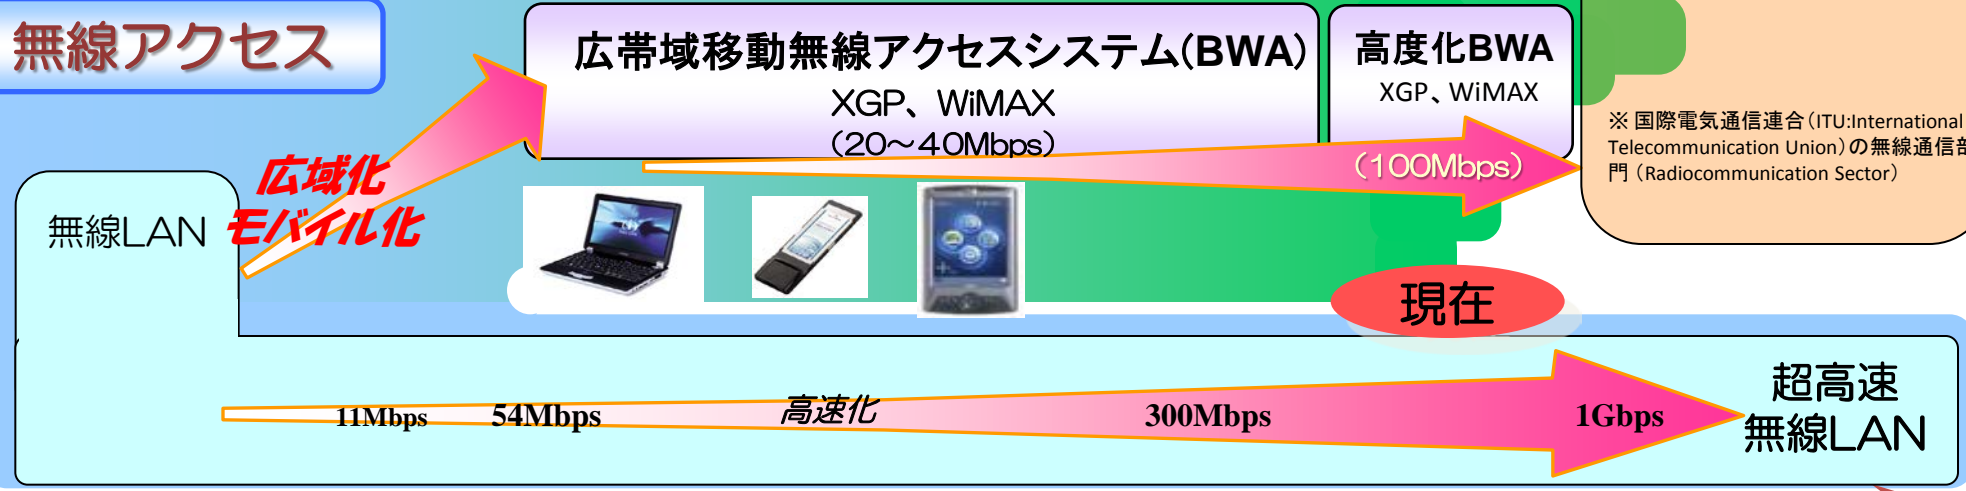 無線アクセス
広帯域移動無線アクセスシステム(BWA)
XGP、WiMAX
(20～40Mbps)
高度化BWA
XGP、WiMAX
(100Mbps)
※ 国際電気通信連合(ITU:International
Telecommunication Union)の無線通信部
門 (Radiocommunication Sector)
広域化
モバイル化
無線LAN
現在
11Mbps
54Mbps
高速化
300Mbps
1Gbps
超高速
無線LAN